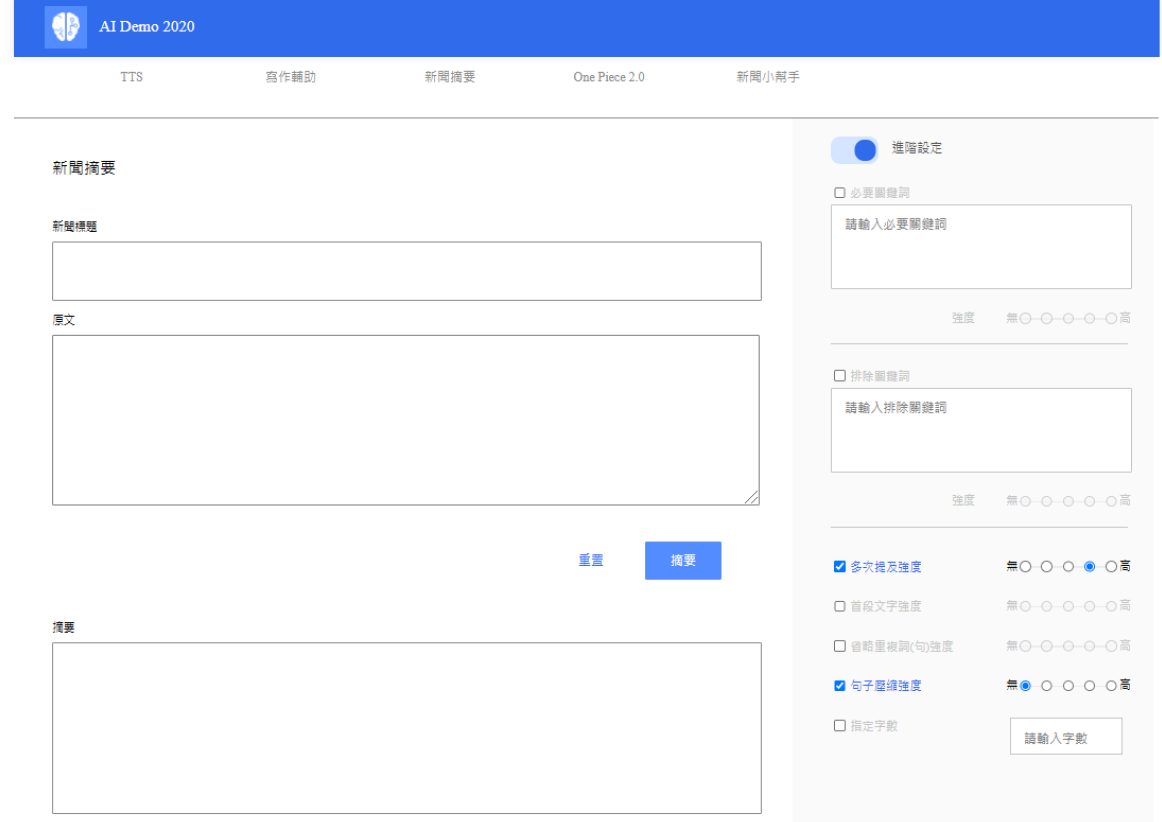 AI Demo 2020
TTS 寫作輔助 新聞摘要 One Piece 2.0 新聞小幫手
新聞摘要
新聞標題
原文
重置 摘要
摘要
進階設定
必要關鍵詞
請輸入必要關鍵詞
強度 無 高
排除關鍵詞
請輸入排除關鍵詞
強度 無 高
多次提及強度 無 高
首段文字強度 無 高
省略重複詞(句)強度 無 高
句子壓縮強度 無 高
指定字數 請輸入字數